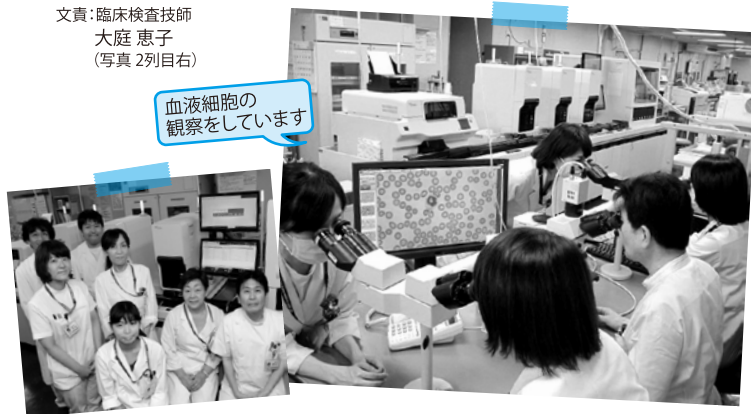 文責：臨床検査技師
大庭 恵子
（写真 2列目右）
血液細胞の
観察をしています